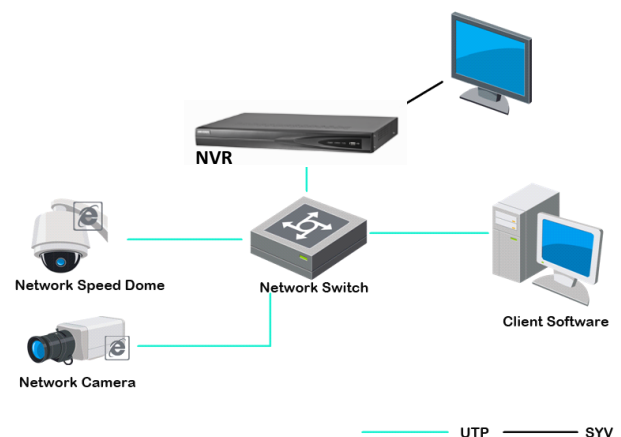 NVR
Network Speed Dome
Network Switch
Client Software
Network Camera
UTP
SYV